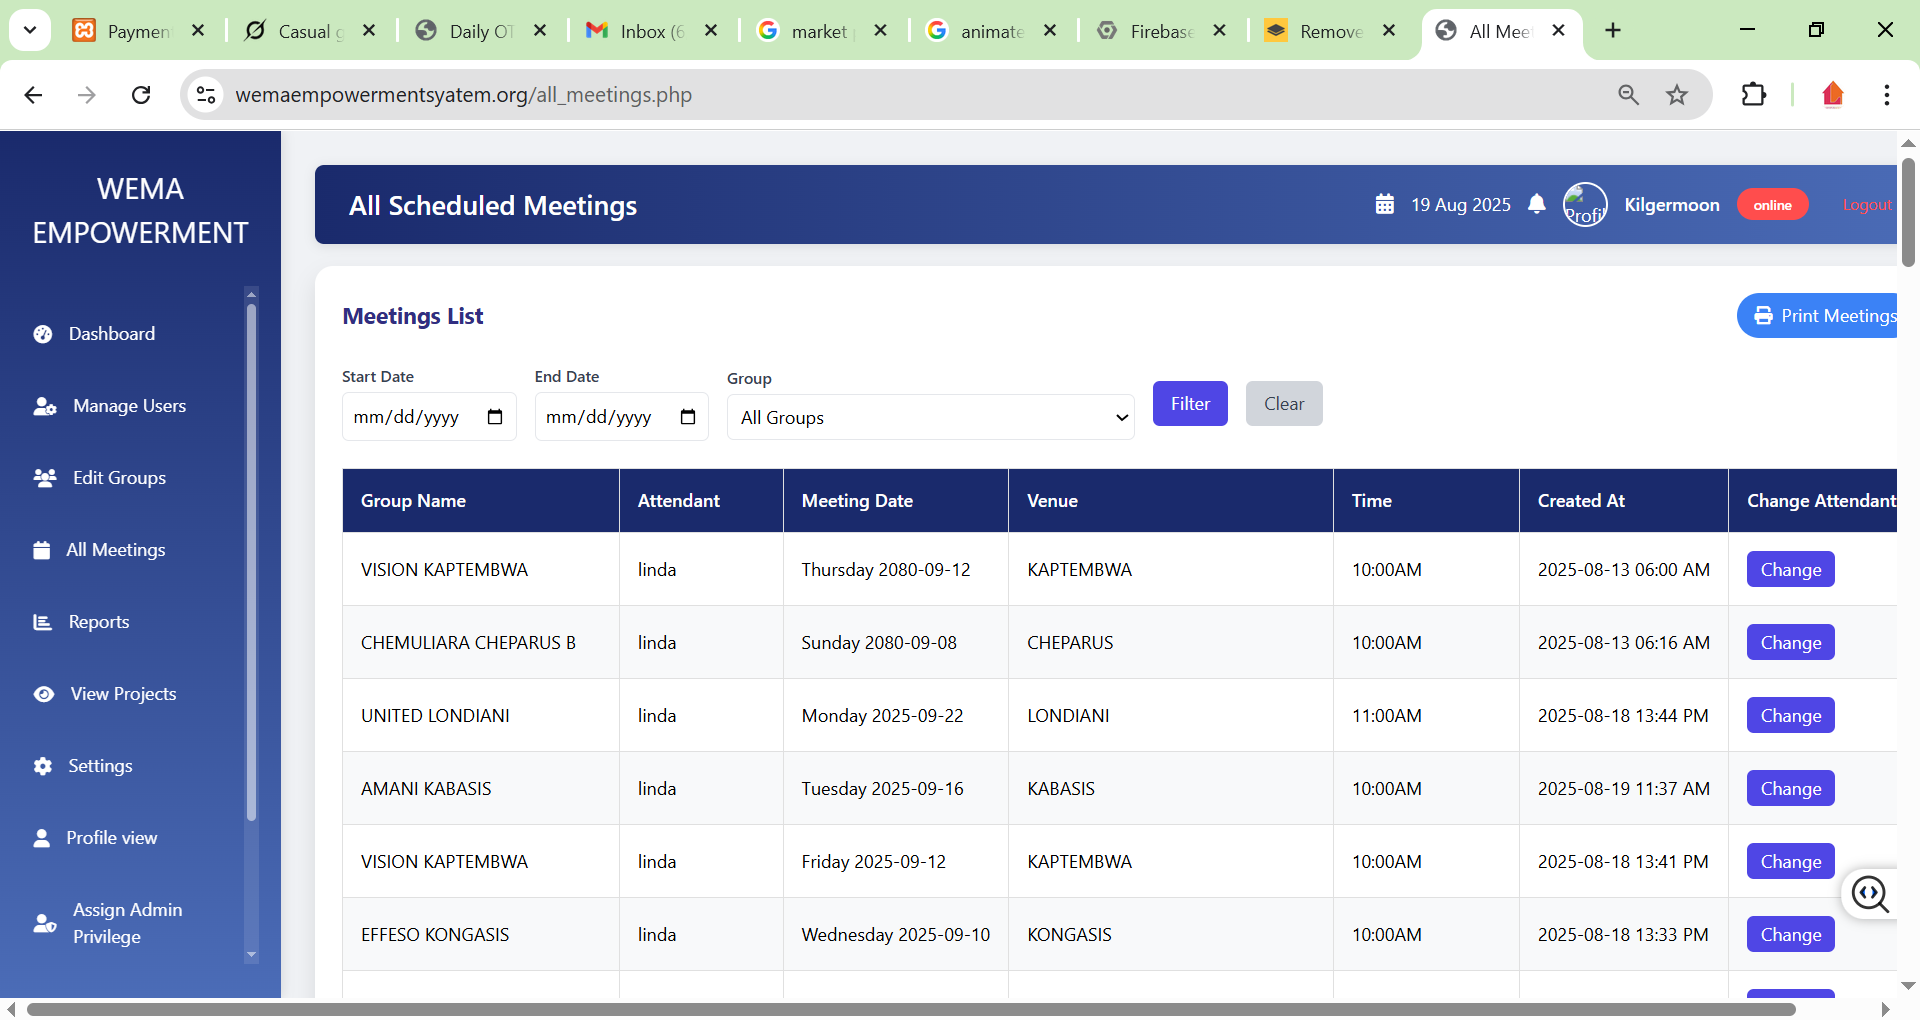 Paymen
Casual g
Daily OT
Inbox (6
market
animate
Firebase
Remove
All Meet
wemaempowermentsyatem.org/all_meetings.php
WEMA
EMPOWERMENT
Dashboard
Manage Users
Edit Groups
All Meetings
Reports
View Projects
Settings
Profile view
Assign Admin
Privilege
All Scheduled Meetings
19 Aug 2025
Profil
Kilgermoon
online
Logout
Meetings List
Print Meetings
Start Date
End Date
Group
mm/dd/yyyy
mm/dd/yyyy
All Groups
Filter
Clear
Group Name Attendant Meeting Date Venue Time Created At Change Attendant
VISION KAPTEMBWA linda Thursday 2080-09-12 KAPTEMBWA 10:00AM 2025-08-13 06:00 AM Change
CHEMULIARA CHEPARUS B linda Sunday 2080-09-08 CHEPARUS 10:00AM 2025-08-13 06:16 AM Change
UNITED LONDIANI linda Monday 2025-09-22 LONDIANI 11:00AM 2025-08-18 13:44 PM Change
AMANI KABASIS linda Tuesday 2025-09-16 KABASIS 10:00AM 2025-08-19 11:37 AM Change
VISION KAPTEMBWA linda Friday 2025-09-12 KAPTEMBWA 10:00AM 2025-08-18 13:41 PM Change
EFFESO KONGASIS linda Wednesday 2025-09-10 KONGASIS 10:00AM 2025-08-18 13:33 PM Change